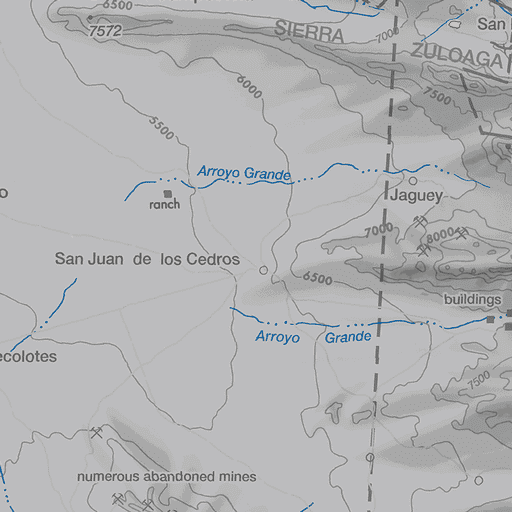 6500
7572
SIERRA
7000
San
ZULOAGA
6000
7500
5500
Arroyo Grande
ranch
Jaguey
o
7000
8000
San Juan de los Cedros
6500
buildings
Arroyo Grande
ecolotes
7500
numerous abandoned mines